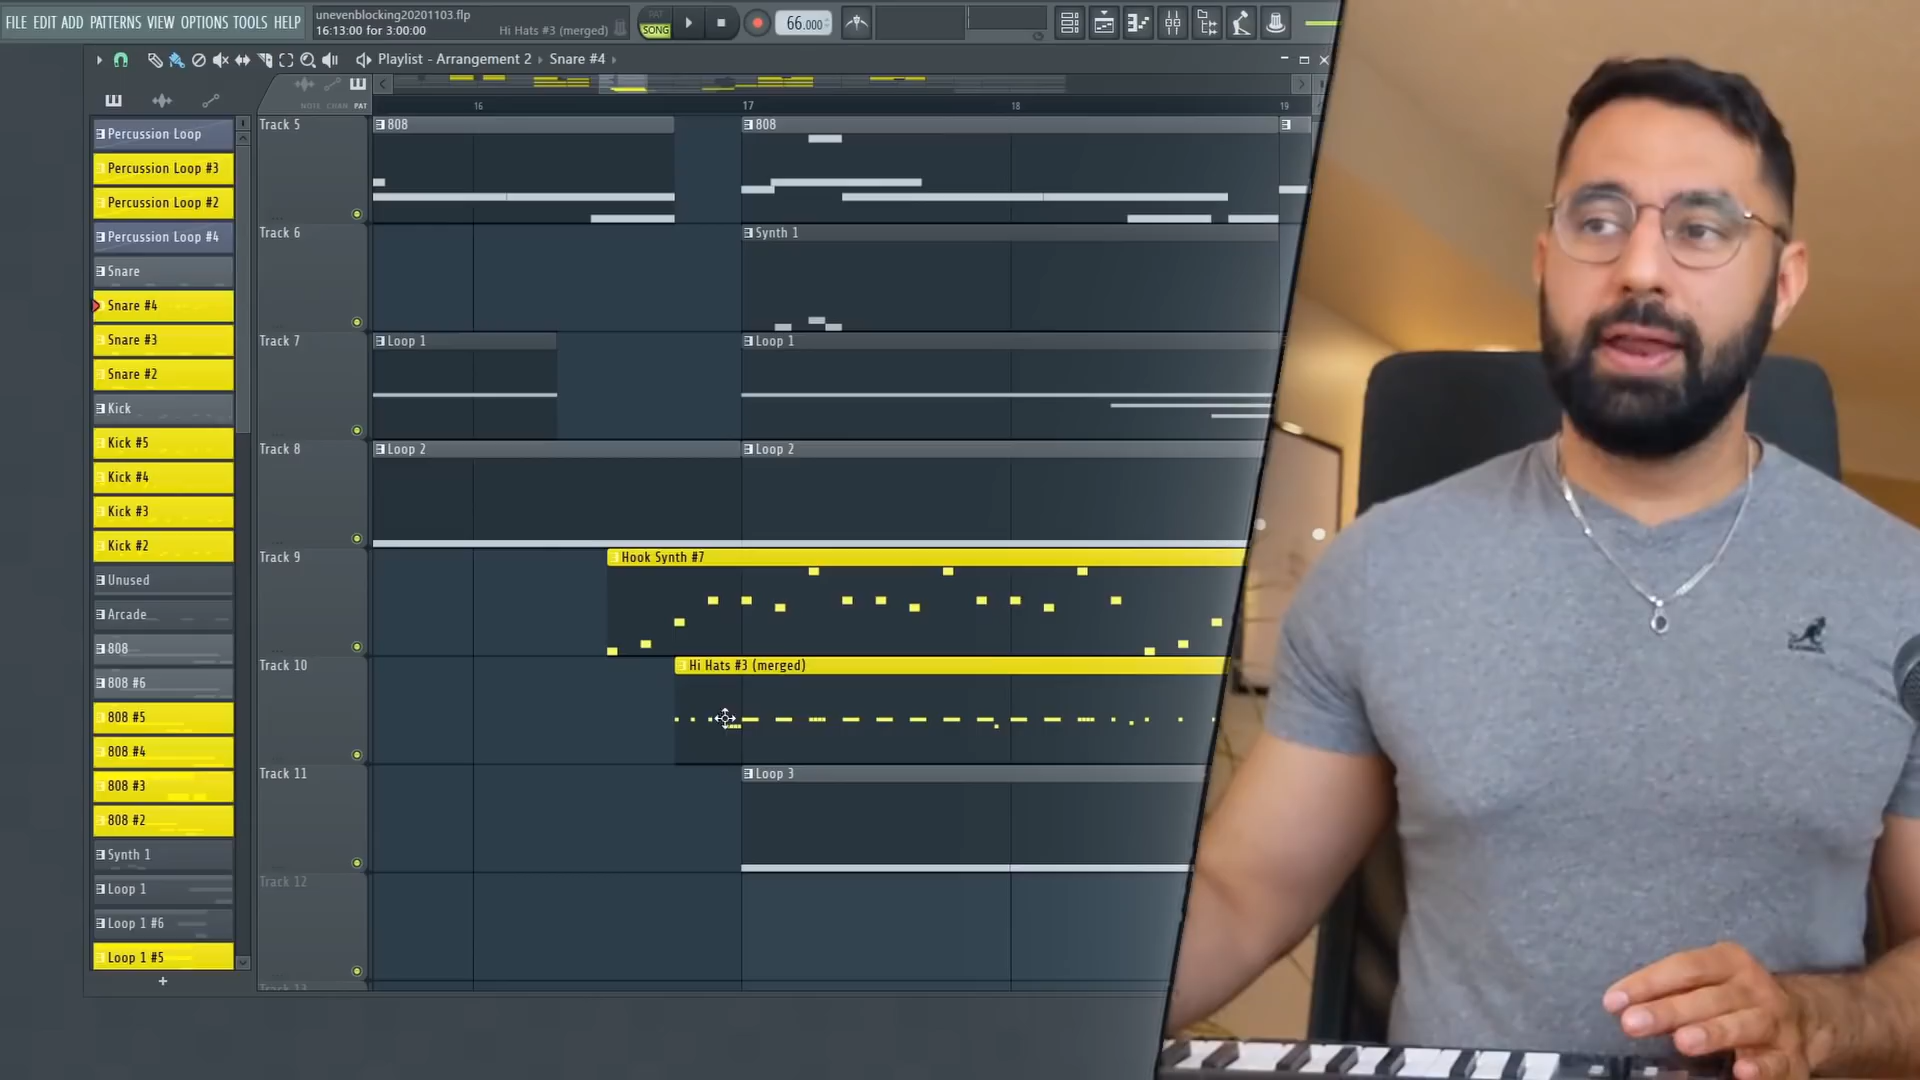 FILE EDIT ADD PATTERNS VIEW OPTIONS TOOLS HELP
unevenblocking20201103.flp
16:13:00 for 3:00:00
Hi Hats #3 (merged)
PAT
SONG
66.000
Playlist - Arrangement 2 › Snare #4 ›
NOTE CHAN PAT
16
17
18
19
Percussion Loop
Percussion Loop #3
Percussion Loop #2
Percussion Loop #4
Snare
Snare #4
Snare #3
Snare #2
Kick
Kick #5
Kick #4
Kick #3
Kick #2
Unused
Arcade
808
808 #6
808 #5
808 #4
808 #3
808 #2
Synth 1
Loop 1
Loop 1 #6
Loop 1 #5
+
Track 5
808
808
Track 6
Synth 1
Track 7
Loop 1
Loop 1
Track 8
Loop 2
Loop 2
Track 9
Hook Synth #7
Track 10
Hi Hats #3 (merged)
Track 11
Loop 3
Track 12
Track 13